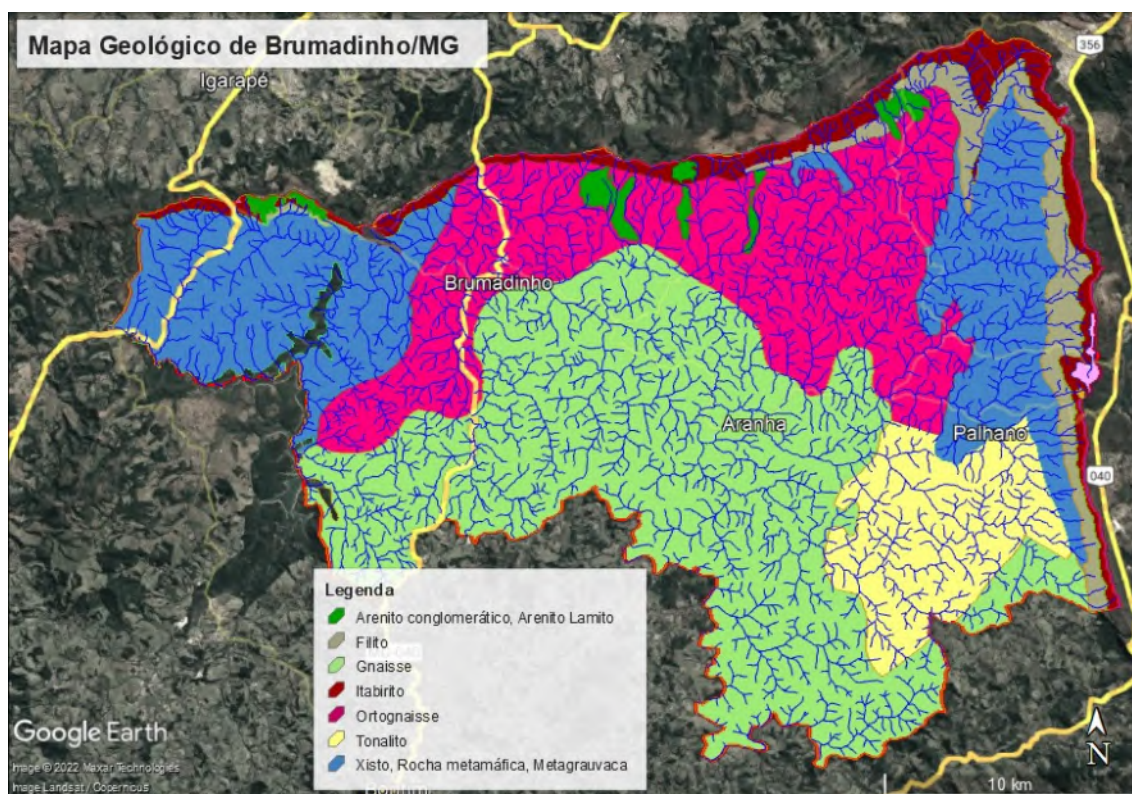 Mapa Geológico de Brumadinho/MG
Igarapé
356
Brumadinho
Aranha
Palhano
040
Legenda
Arenito conglomerático, Arenito Lamito
Filito
Gnaisse
Itabirito
Ortognaisse
Tonalito
Xisto, Rocha metamáfica, Metagrauvaca
Google Earth
Image © 2022 Maxar Technologies
Image Landsat / Copernicus
N
10 km